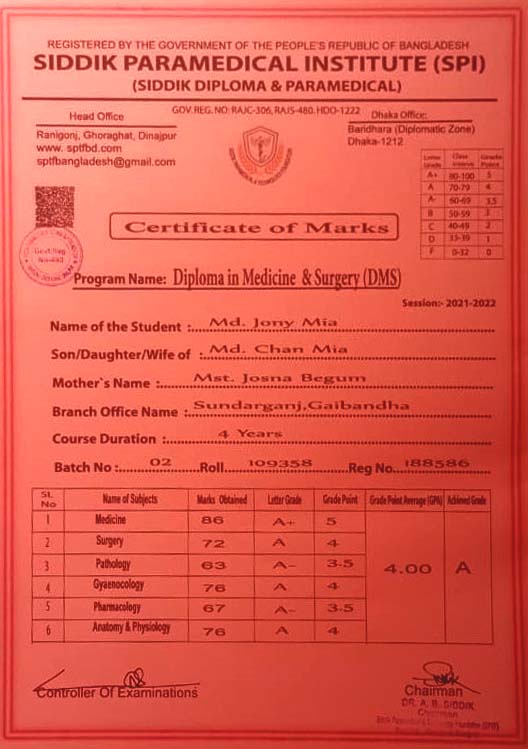 REGISTERED BY THE GOVERNMENT OF THE PEOPLE'S REPUBLIC OF BANGLADESH
SIDDIK PARAMEDICAL INSTITUTE (SPI)
(SIDDIK DIPLOMA & PARAMEDICAL)
GOV.REG. NO: RAJC-306, RAJS-480. HDO-1222
Head Office
Ranigonj, Ghoraghat, Dinajpur
www. sptfbd.com
sptfbangladesh@gmail.com
Dhaka Office:
Baridhara (Diplomatic Zone)
Dhaka-1212
Letter Grade Class Interva Grade Point
A+ 80-100 5
A 70-79 4
A- 60-69 3.5
B 50-59 3
C 40-49 2
D 33-39 1
F 0-32 0
Certificate of Marks
Program Name: Diploma in Medicine & Surgery (DMS)
Session:- 2021-2022
Name of the Student :. Md. Jony Mia
Son/Daughter/Wife of :. Md. Chan Mia
Mother`s Name : Mst. Josna Begum
Branch Office Name : Sundarganj,Gaibandha
Course Duration : 4 Years
Batch No : 02 Roll 109358 Reg No 188586
SL No Name of Subjects Marks Obtained Letter Grade Grade Point Grade Point Average (GPA) Achieved Grade
1 Medicine 86 A+ 5
2 Surgery 72 A 4
3 Pathology 63 A- 3.5
4 Gyaenocology 76 A 4
5 Pharmacology 67 A- 3.5
6 Anatomy & Physiology 76 A 4
4.00 A
Controller Of Examinations
Chairman
DR. A. B. SIDDIK
Chairman